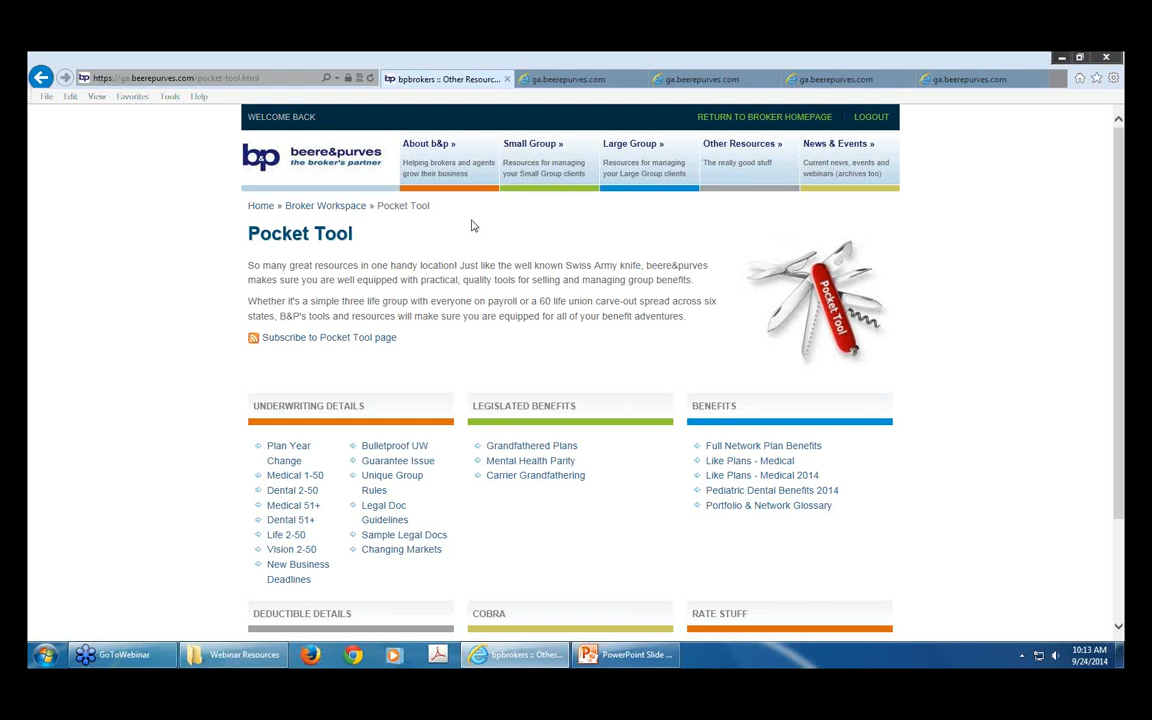 https://ga.beerepurves.com/pocket-tool.html
bpbrokers :: Other Resourc...
ga.beerepurves.com
ga.beerepurves.com
ga.beerepurves.com
ga.beerepurves.com
File Edit View Favorites Tools Help
WELCOME BACK
RETURN TO BROKER HOMEPAGE
LOGOUT
b&p
beere&purves
the broker's partner
About b&p »
Helping brokers and agents
grow their business
Small Group »
Resources for managing
your Small Group clients
Large Group »
Resources for managing
your Large Group clients
Other Resources »
The really good stuff
News & Events »
Current news, events and
webinars (archives too)
Home » Broker Workspace » Pocket Tool
Pocket Tool
So many great resources in one handy location! Just like the well known Swiss Army knife, beere&purves
makes sure you are well equipped with practical, quality tools for selling and managing group benefits.
Whether it's a simple three life group with everyone on payroll or a 60 life union carve-out spread across six
states, B&P's tools and resources will make sure you are equipped for all of your benefit adventures.
Subscribe to Pocket Tool page
Pocket Tool
UNDERWRITING DETAILS
Plan Year
Change
Medical 1-50
Dental 2-50
Medical 51+
Dental 51+
Life 2-50
Vision 2-50
New Business
Deadlines
Bulletproof UW
Guarantee Issue
Unique Group
Rules
Legal Doc
Guidelines
Sample Legal Docs
Changing Markets
LEGISLATED BENEFITS
Grandfathered Plans
Mental Health Parity
Carrier Grandfathering
BENEFITS
Full Network Plan Benefits
Like Plans - Medical
Like Plans - Medical 2014
Pediatric Dental Benefits 2014
Portfolio & Network Glossary
DEDUCTIBLE DETAILS
COBRA
RATE STUFF
GoToWebinar
Webinar Resources
bpbrokers :: Other...
PowerPoint Slide ...
10:13 AM
9/24/2014